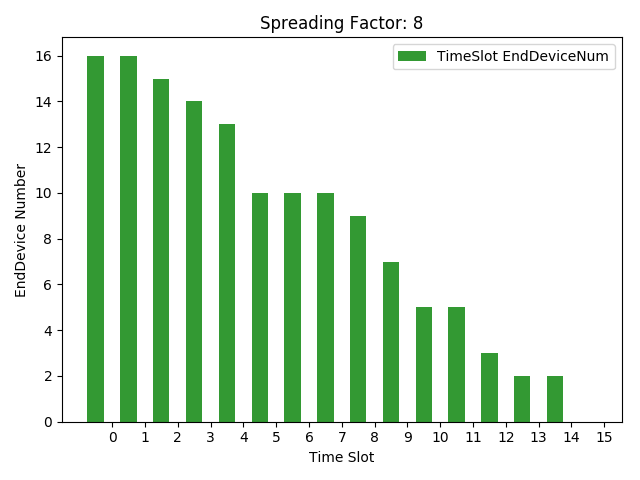 Spreading Factor: 8
TimeSlot EndDeviceNum
EndDevice Number
16
14
12
10
8
6
4
2
0
0 1 2 3 4 5 6 7 8 9 10 11 12 13 14 15
Time Slot